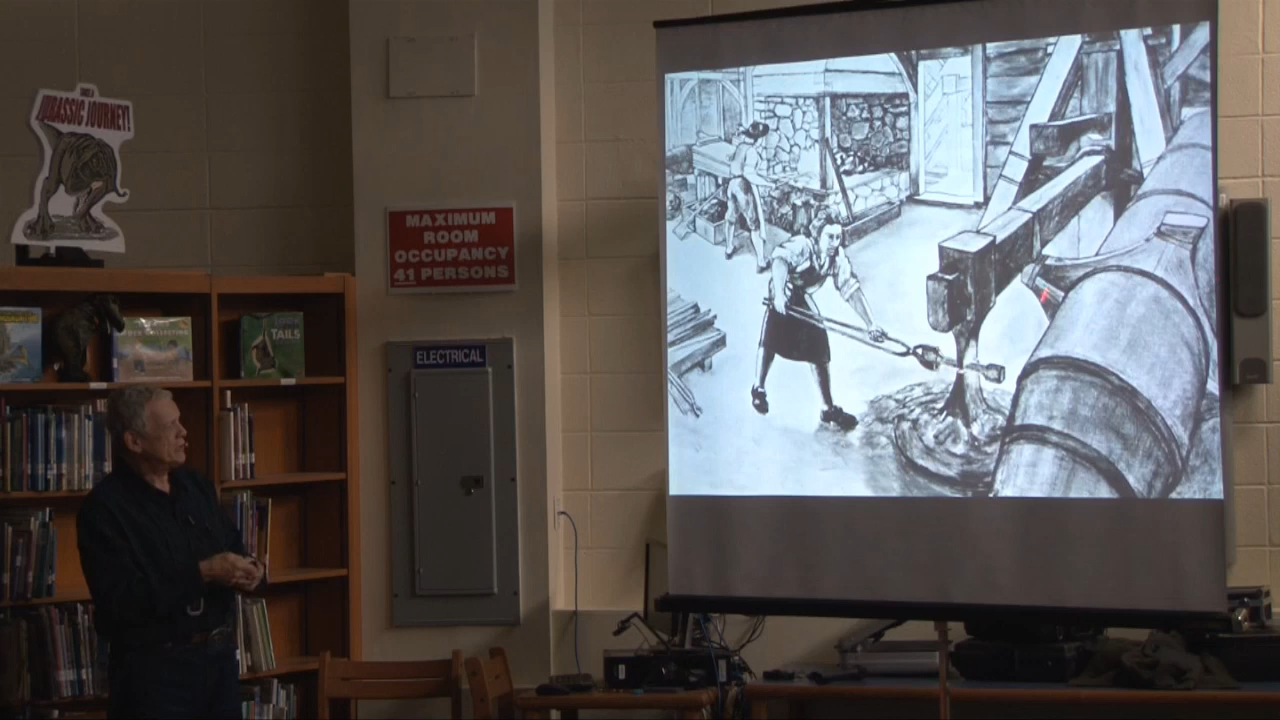 JURASSIC JOURNEY!
MAXIMUM
ROOM
OCCUPANCY
41 PERSONS
ELECTRICAL
TAILS